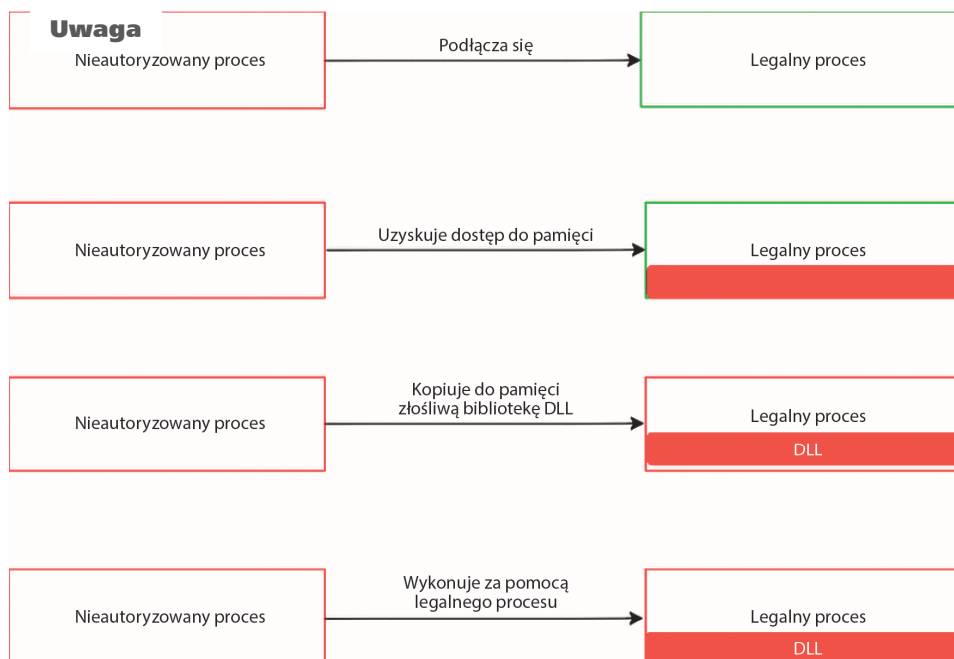 Uwaga
Nieautoryzowany proces
Podłącza się
Legalny proces
Nieautoryzowany proces
Uzyskuje dostęp do pamięci
Legalny proces
Nieautoryzowany proces
Kopiuje do pamięci
złośliwą bibliotekę DLL
Legalny proces
DLL
Nieautoryzowany proces
Wykonuje za pomocą
legalnego procesu
Legalny proces
DLL